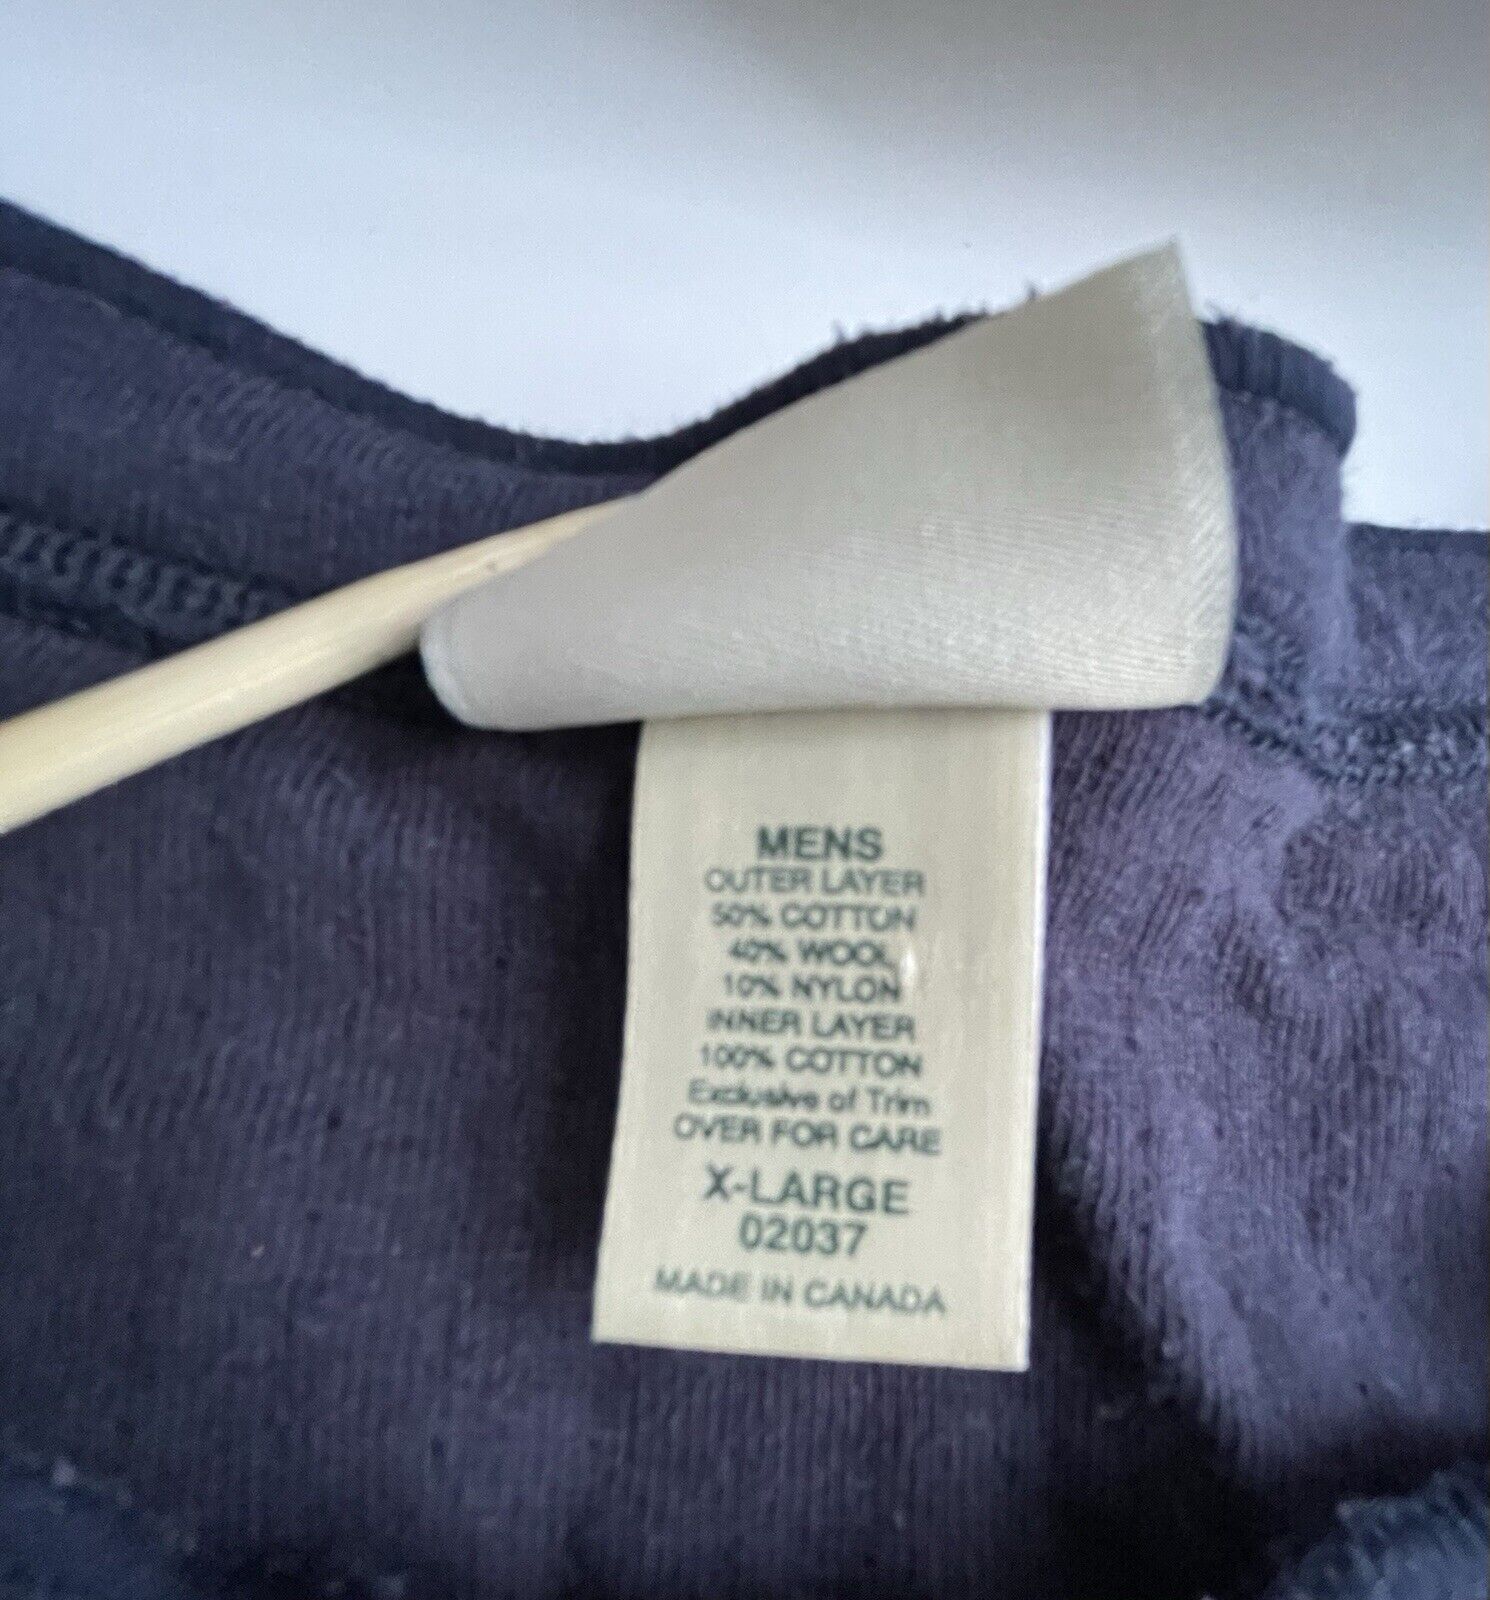 MENS
OUTER LAYER
50% COTTON
40% WOOL
10% NYLON
INNER LAYER
100% COTTON
Exclusive of Trim
OVER FOR CARE
X-LARGE
02037
MADE IN CANADA